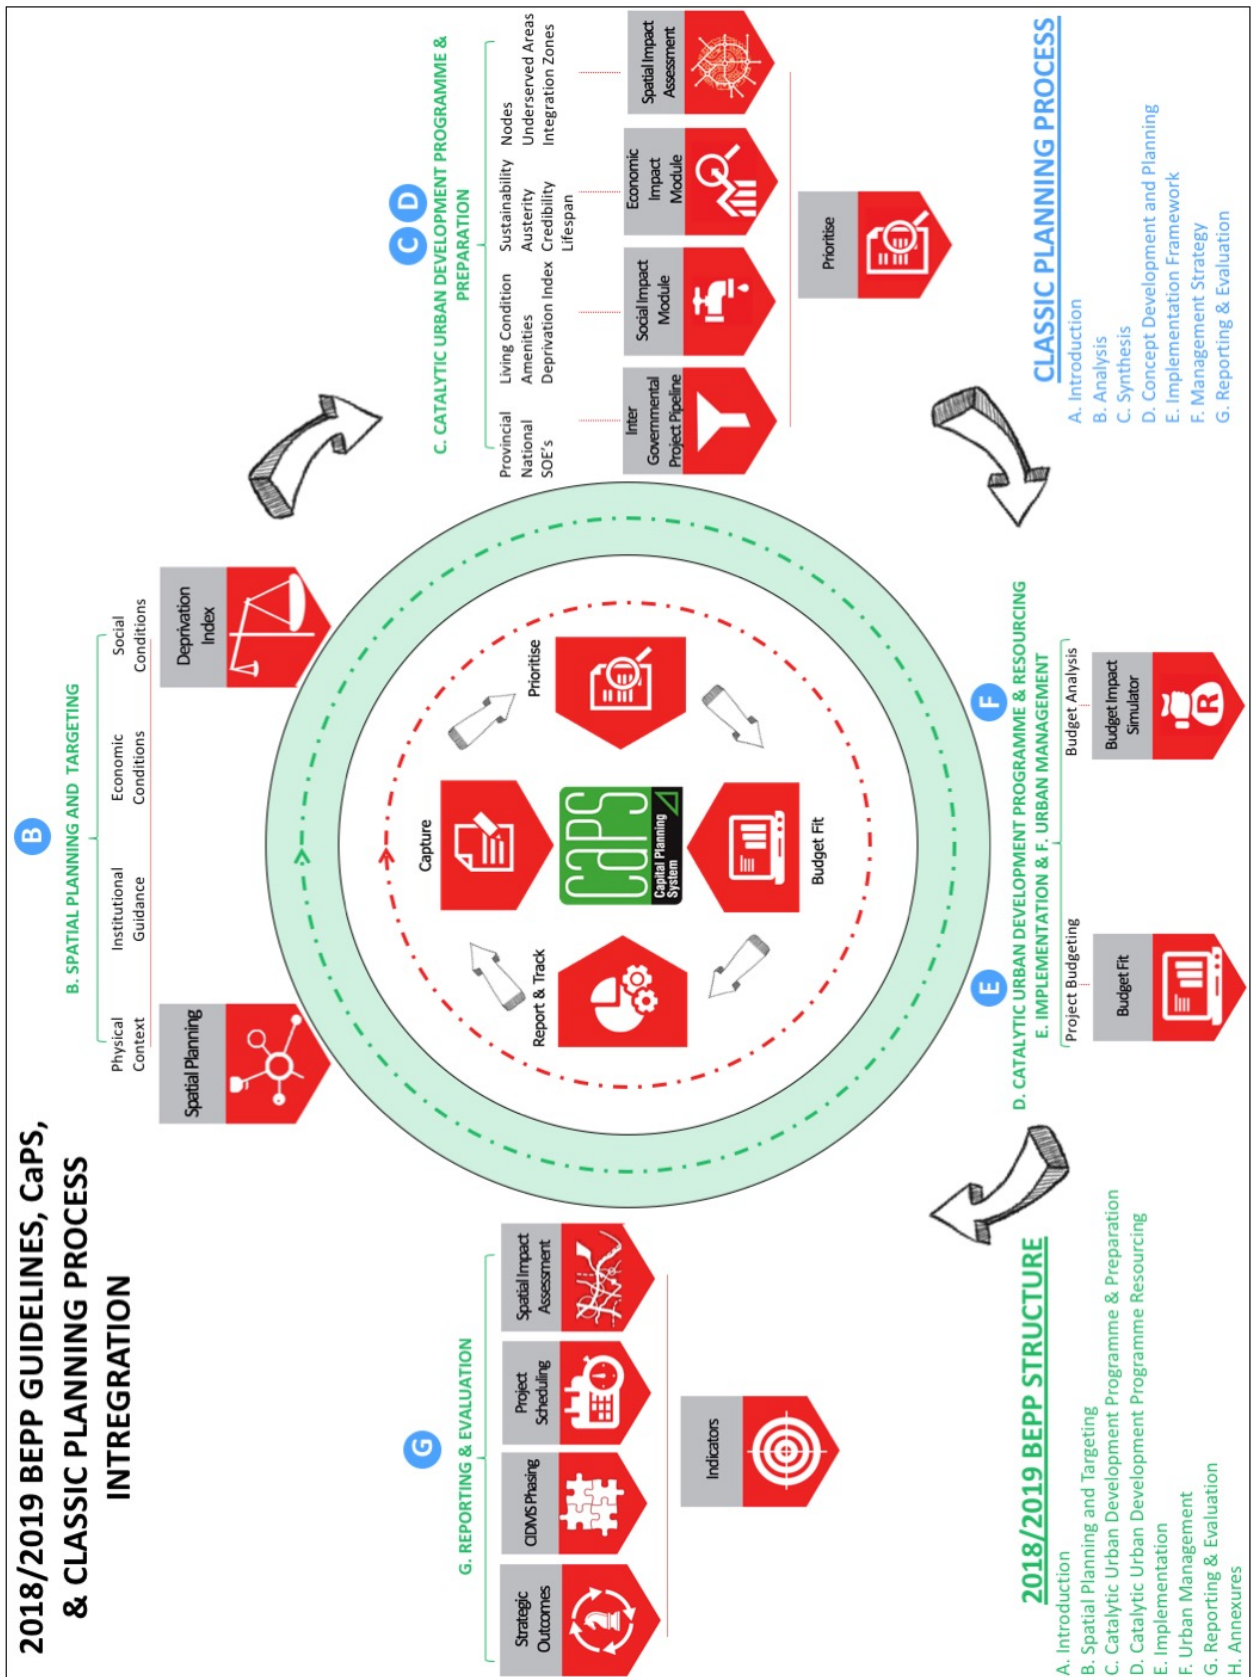 2018/2019 BEPP GUIDELINES, CaPS,
& CLASSIC PLANNING PROCESS
INTREGRATION
B
B. SPATIAL PLANNING AND TARGETING
Physical
Context
Institutional
Guidance
Economic
Conditions
Social
Conditions
Spatial Planning
Deprivation
Index
C
D
C. CATALYTIC URBAN DEVELOPMENT PROGRAMME &
PREPARATION
Provincial
National
SOE's
Living Condition
Amenities
Deprivation Index
Sustainability
Austerity
Credibility
Lifespan
Nodes
Underserved Areas
Integration Zones
Inter
Governmental
Project Pipeline
Social Impact
Module
Economic
Impact
Module
Spatial Impact
Assessment
Prioritise
G
G. REPORTING & EVALUATION
Strategic
Outcomes
CIDMS Phasing
Project
Scheduling
Spatial Impact
Assessment
Indicators
Capture
Prioritise
Report & Track
Budget Fit
CaPS
Capital Planning
System
E
F
D. CATALYTIC URBAN DEVELOPMENT PROGRAMME & RESOURCING
E. IMPLEMENTATION & F. URBAN MANAGEMENT
Project Budgeting
Budget Analysis
Budget Fit
Budget Impact
Simulator
R
2018/2019 BEPP STRUCTURE
A. Introduction
B. Spatial Planning and Targeting
C. Catalytic Urban Development Programme & Preparation
D. Catalytic Urban Development Programme Resourcing
E. Implementation
F. Urban Management
G. Reporting & Evaluation
H. Annexures
CLASSIC PLANNING PROCESS
A. Introduction
B. Analysis
C. Synthesis
D. Concept Development and Planning
E. Implementation Framework
F. Management Strategy
G. Reporting & Evaluation